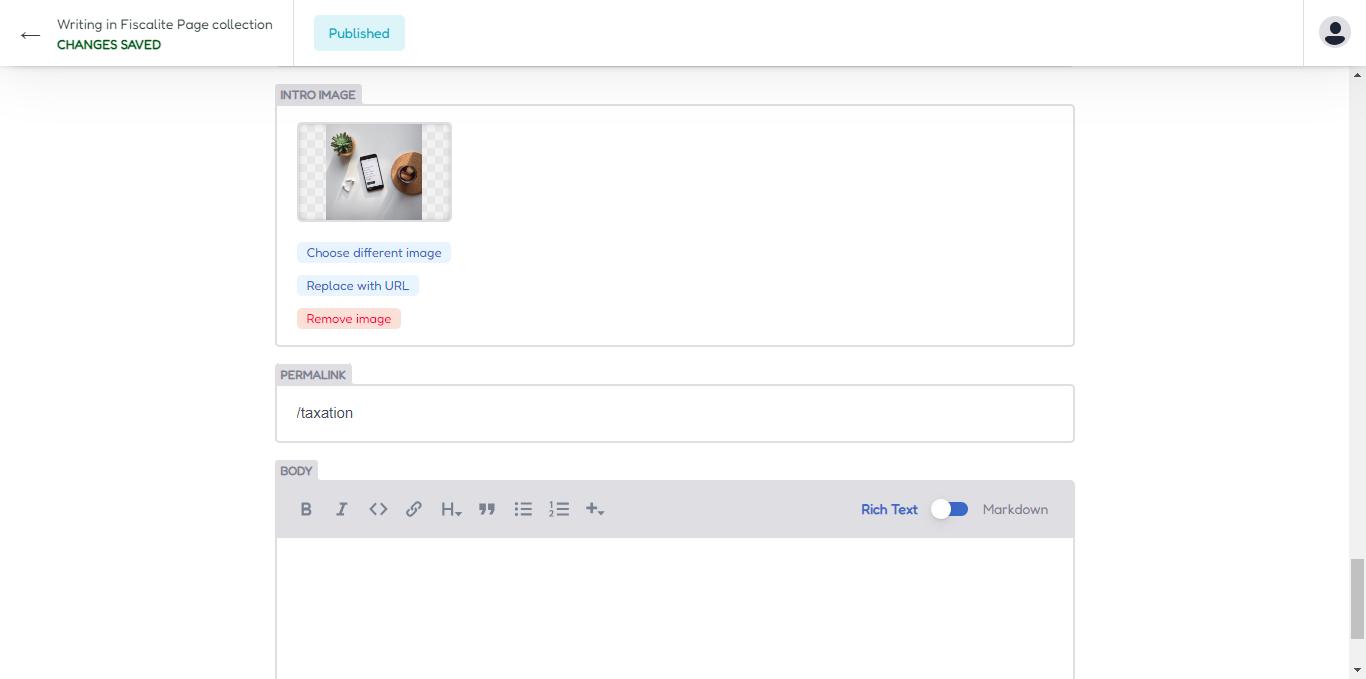 Writing in Fiscalite Page collection
CHANGES SAVED
Published
INTRO IMAGE
Choose different image
Replace with URL
Remove image
PERMALINK
/taxation
BODY
Rich Text
Markdown